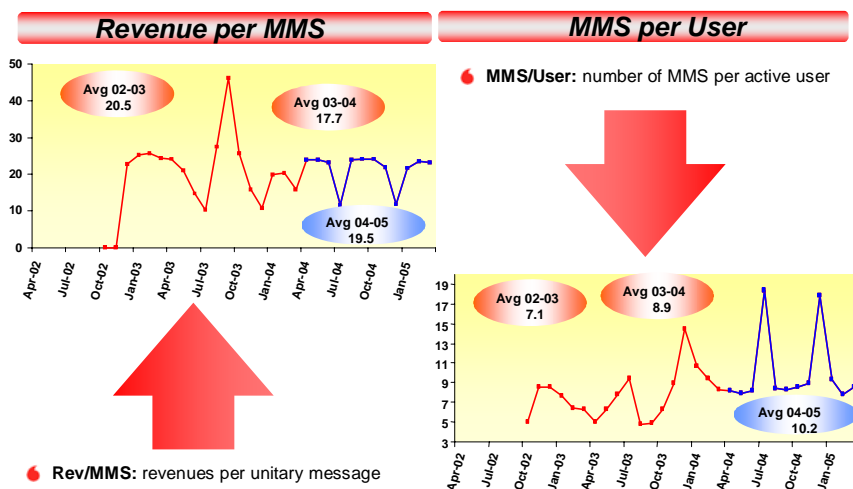 Revenue per MMS
MMS per User
50
40
30
20
10
0
Avg 02-03
20.5
Avg 03-04
17.7
Avg 04-05
19.5
Apr-02
Jul-02
Oct-02
Jan-03
Apr-03
Jul-03
Oct-03
Jan-04
Apr-04
Jul-04
Oct-04
Jan-05
MMS/User: number of MMS per active user
19
17
15
13
11
9
7
5
3
Avg 02-03
7.1
Avg 03-04
8.9
Avg 04-05
10.2
Apr-02
Jul-02
Oct-02
Jan-03
Apr-03
Jul-03
Oct-03
Jan-04
Apr-04
Jul-04
Oct-04
Jan-05
Rev/MMS: revenues per unitary message